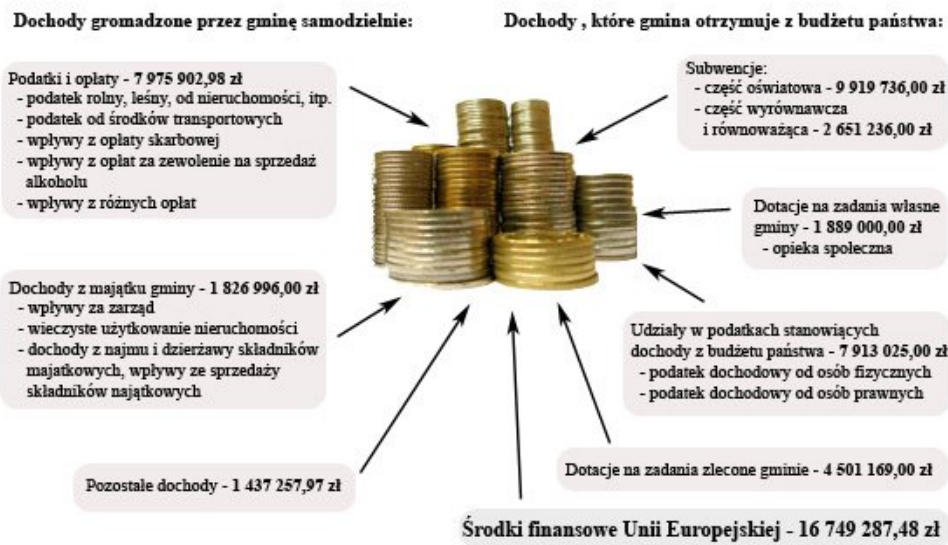 Dochody gromadzone przez gminę samodzielnie:
Podatki i opłaty - 7 975 902,98 zł
- podatek rolny, leśny, od nieruchomości, itp.
- podatek od środków transportowych
- wpływy z opłaty skarbowej
- wpływy z opłat za zewolenie na sprzedaż
alkoholu
- wpływy z różnych opłat
Dochody z majątku gminy - 1 826 996,00 zł
- wpływy za zarząd
- wieczyste użytkowanie nieruchomości
- dochody z najmu i dzierżawy składników
majatkowych, wpływy ze sprzedaży
składników najątkowych
Pozostałe dochody - 1 437 257,97 zł
Dochody , które gmina otrzymuje z budżetu państwa:
Subwencje:
- część oświatowa - 9 919 736,00 zł
- część wyrównawcza
i równoważąca - 2 651 236,00 zł
Dotacje na zadania własne
gminy - 1 889 000,00 zł
- opieka społeczna
Udziały w podatkach stanowiących
dochody z budżetu państwa - 7 913 025,00 zł
- podatek dochodowy od osób fizycznych
- podatek dochodowy od osób prawnych
Dotacje na zadania zlecone gminie - 4 501 169,00 zł
Środki finansowe Unii Europejskiej - 16 749 287,48 zł